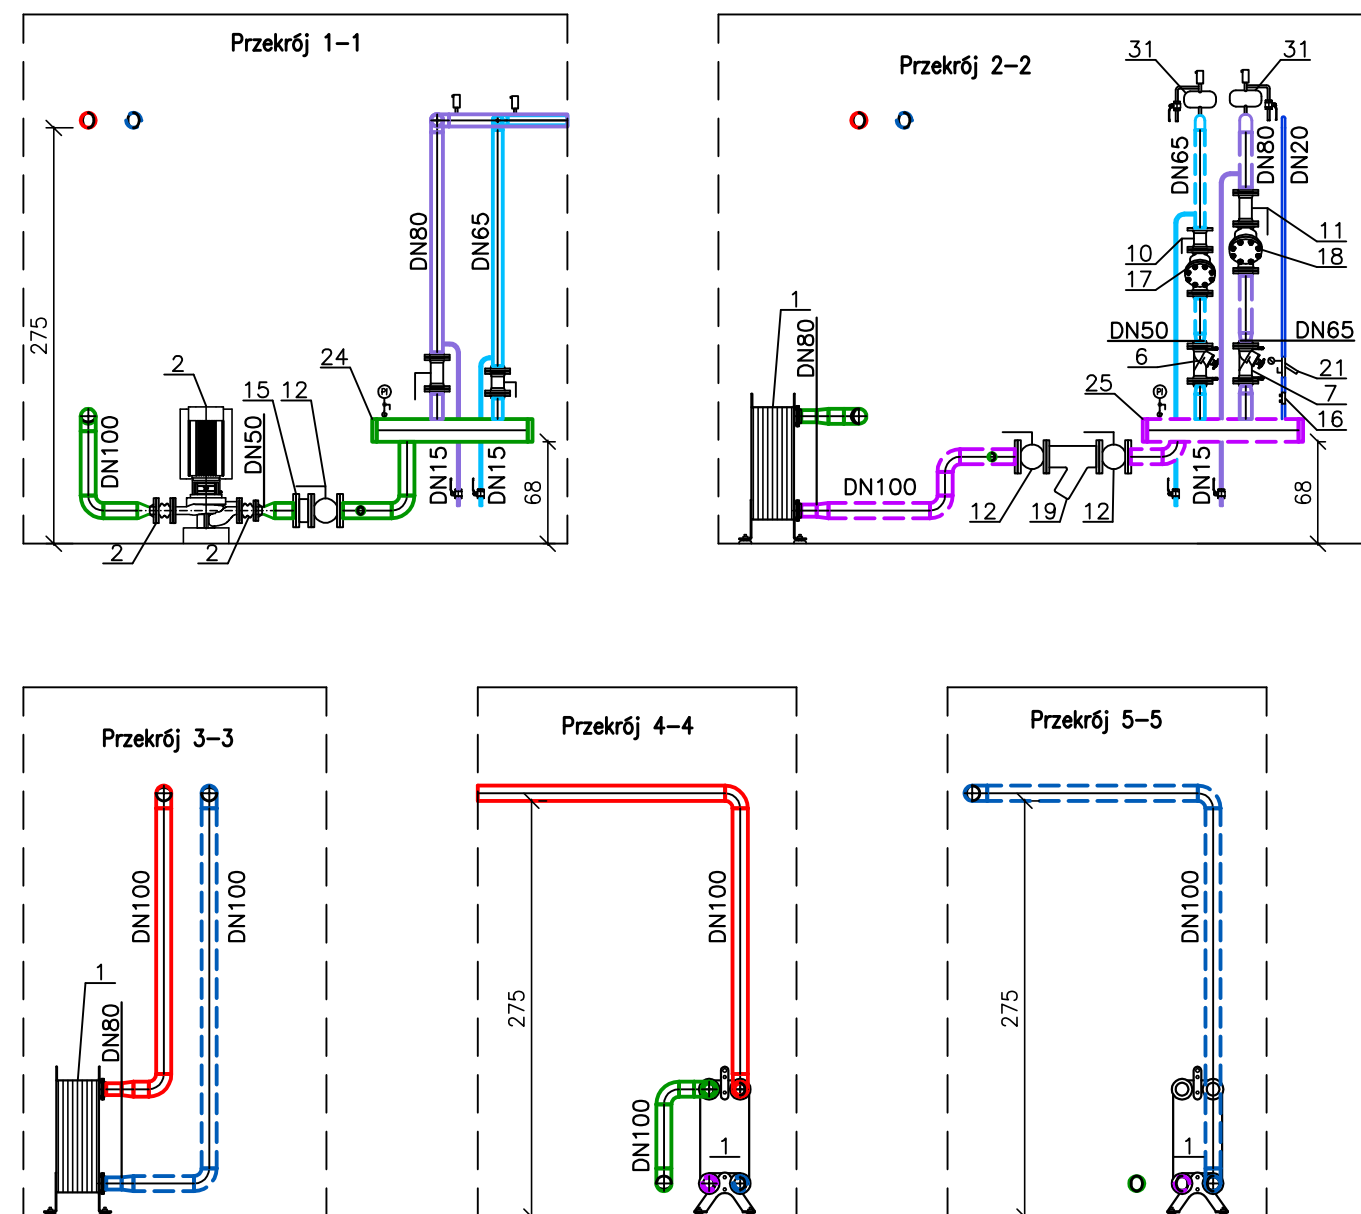 Przekrój 1-1
275
DN80
DN65
24
2
15
12
PI
DN100
DN50
DN15
DN15
68
2
2
Przekrój 2-2
31
31
DN65
DN80
DN20
11
10
18
17
1
DN80
DN50
DN65
6
21
25
7
16
DN15
DN100
68
12
19
12
PI
Przekrój 3-3
DN100
DN100
1
DN80
Przekrój 4-4
DN100
275
DN100
1
Przekrój 5-5
DN100
275
1